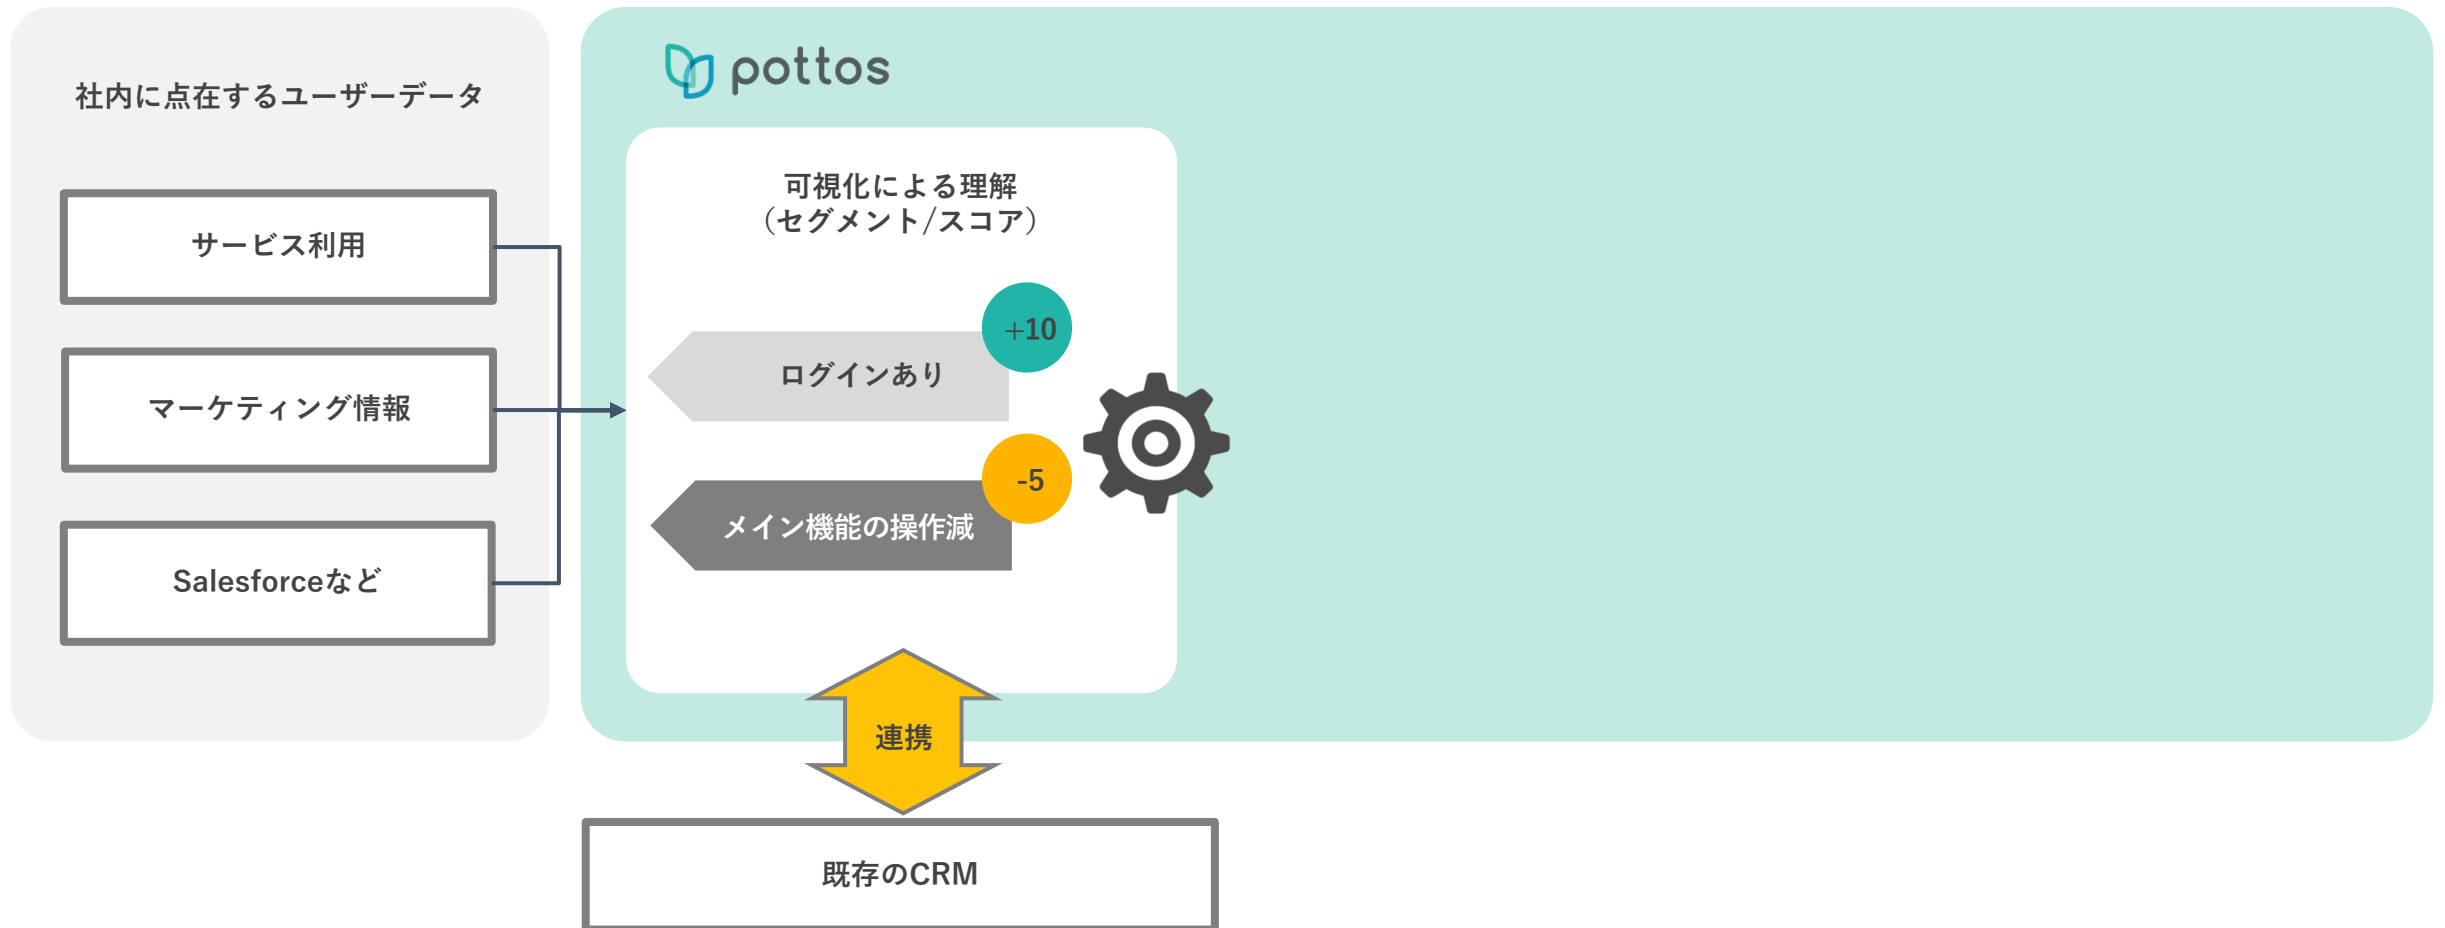 社内に点在するユーザーデータ
サービス利用
マーケティング情報
Salesforceなど
pottos
可視化による理解
（セグメント/スコア）
+10
ログインあり
-5
メイン機能の操作減
連携
既存のCRM